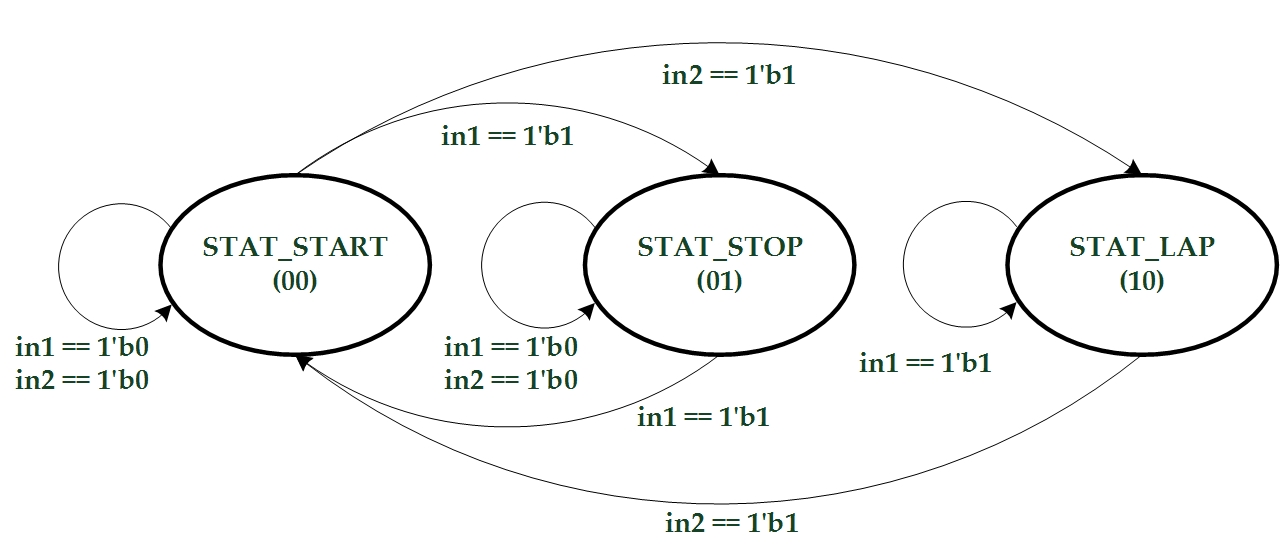 in2 == 1'b1
in1 == 1'b1
STAT_START
(00)
STAT_STOP
(01)
STAT_LAP
(10)
in1 == 1'b0
in2 == 1'b0
in1 == 1'b0
in2 == 1'b0
in1 == 1'b1
in1 == 1'b1
in2 == 1'b1